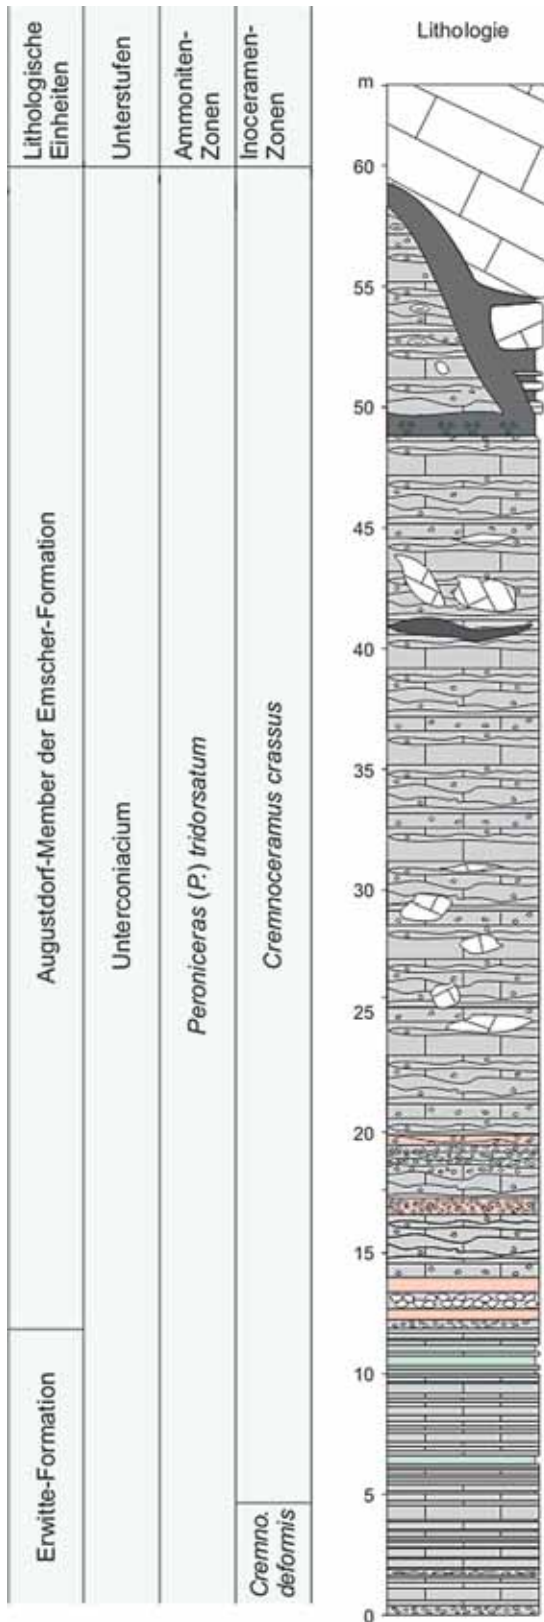 Lithologische
Einheiten
Unterstufen
Ammoniten-
Zonen
Inoceramen-
Zonen
Lithologie
m
Augustdorf-Member der Emscher-Formation
Erwitte-Formation
Unterconiacium
Peroniceras (P.) tridorsatum
Cremnoceramus crassus
Cremno.
deformis
60
55
50
45
40
35
30
25
20
15
10
5
0